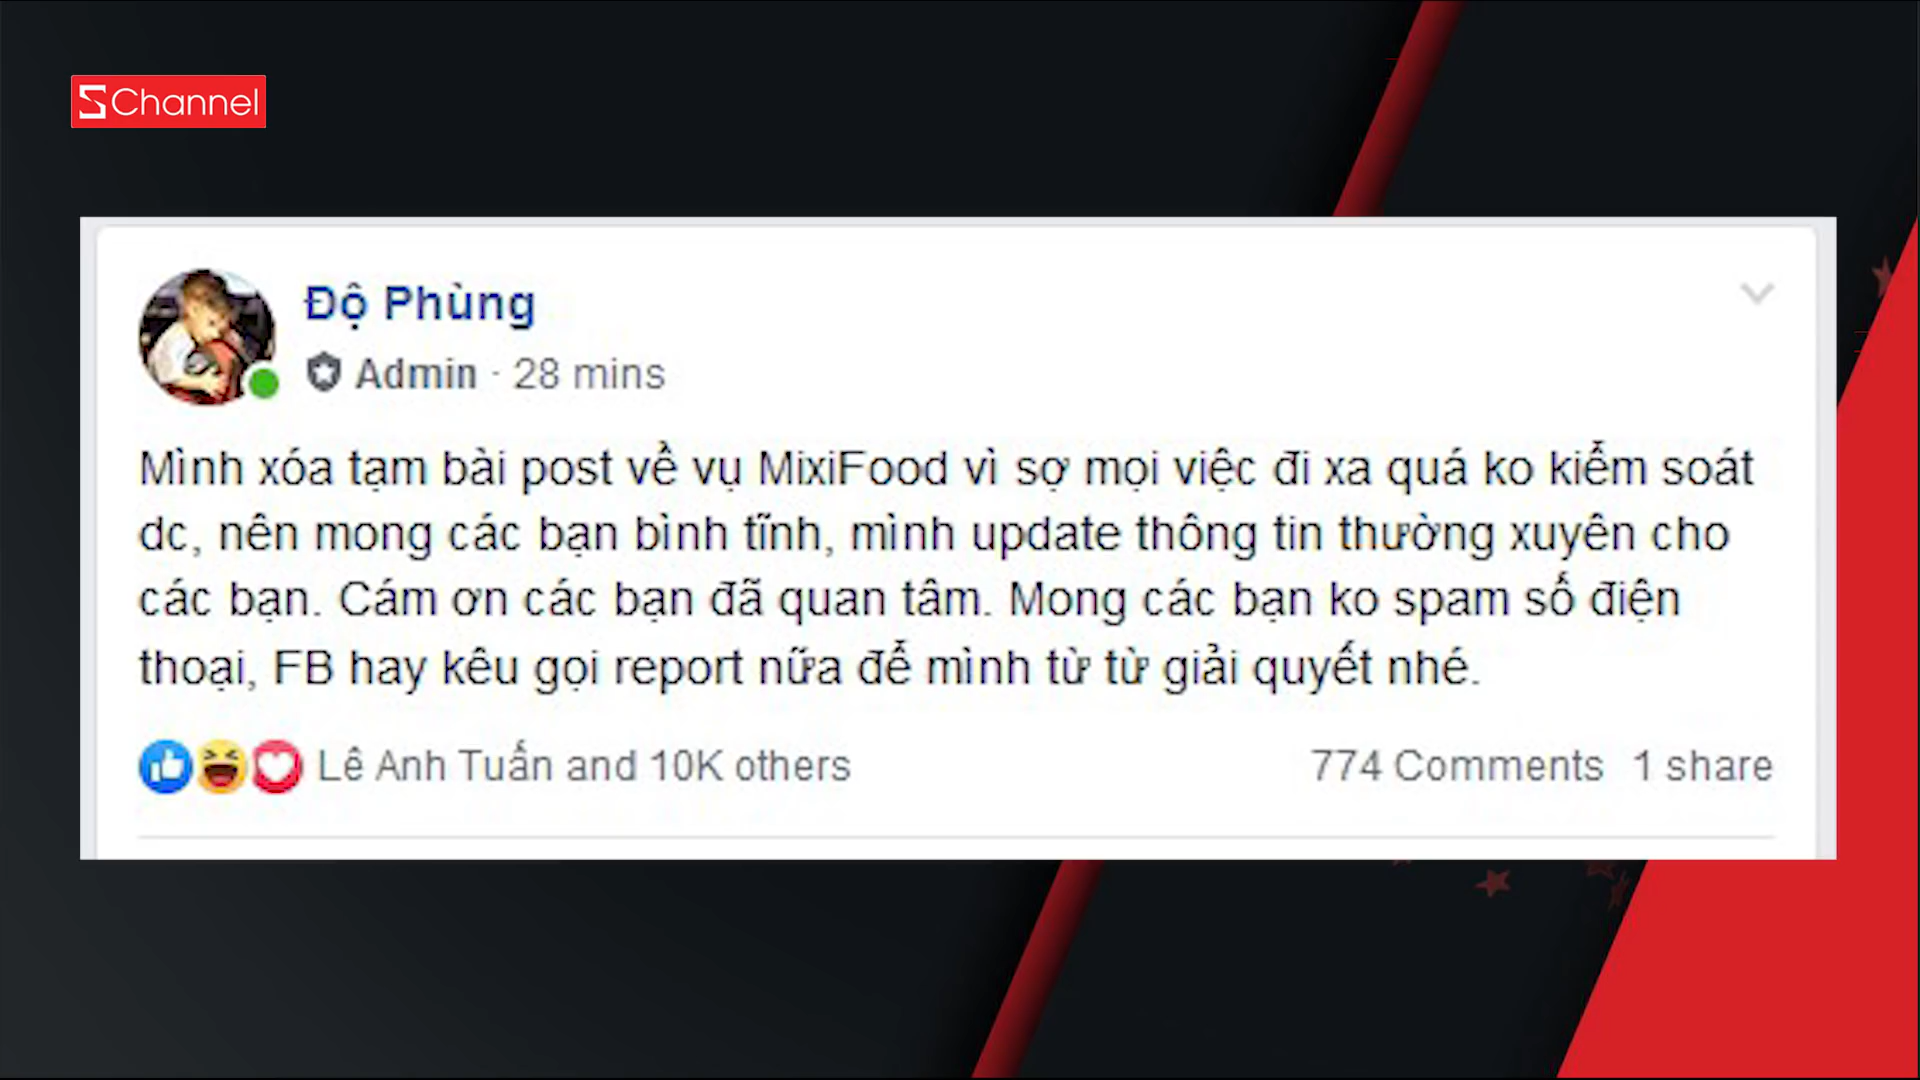 SChannel
Độ Phùng
Admin · 28 mins
Mình xóa tạm bài post về vụ MixiFood vì sợ mọi việc đi xa quá ko kiểm soát
dc, nên mong các bạn bình tĩnh, mình update thông tin thường xuyên cho
các bạn. Cám ơn các bạn đã quan tâm. Mong các bạn ko spam số điện
thoại, FB hay kêu gọi report nữa để mình từ từ giải quyết nhé.
Lê Anh Tuấn and 10K others 774 Comments 1 share